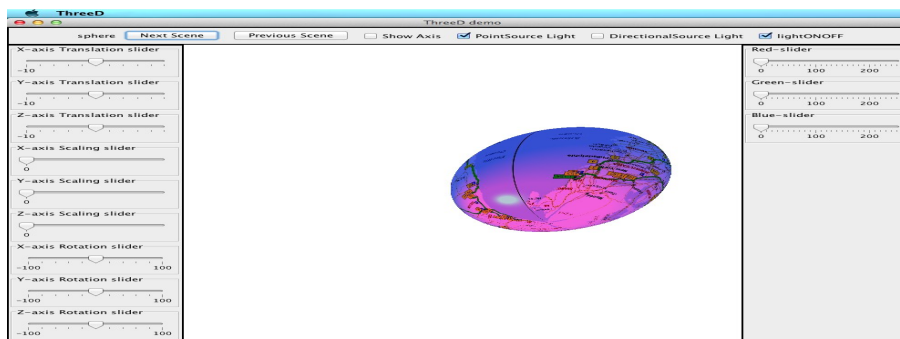 ThreeD
ThreeD demo
sphere Next Scene Previous Scene Show Axis PointSource Light DirectionalSource Light lightONOFF
X-axis Translation slider
-10
Y-axis Translation slider
-10
Z-axis Translation slider
-10
X-axis Scaling slider
0
Y-axis Scaling slider
0
Z-axis Scaling slider
0
X-axis Rotation slider
-100 100
Y-axis Rotation slider
-100 100
Z-axis Rotation slider
-100 100
Red-slider
0 100 200
Green-slider
0 100 200
Blue-slider
0 100 200